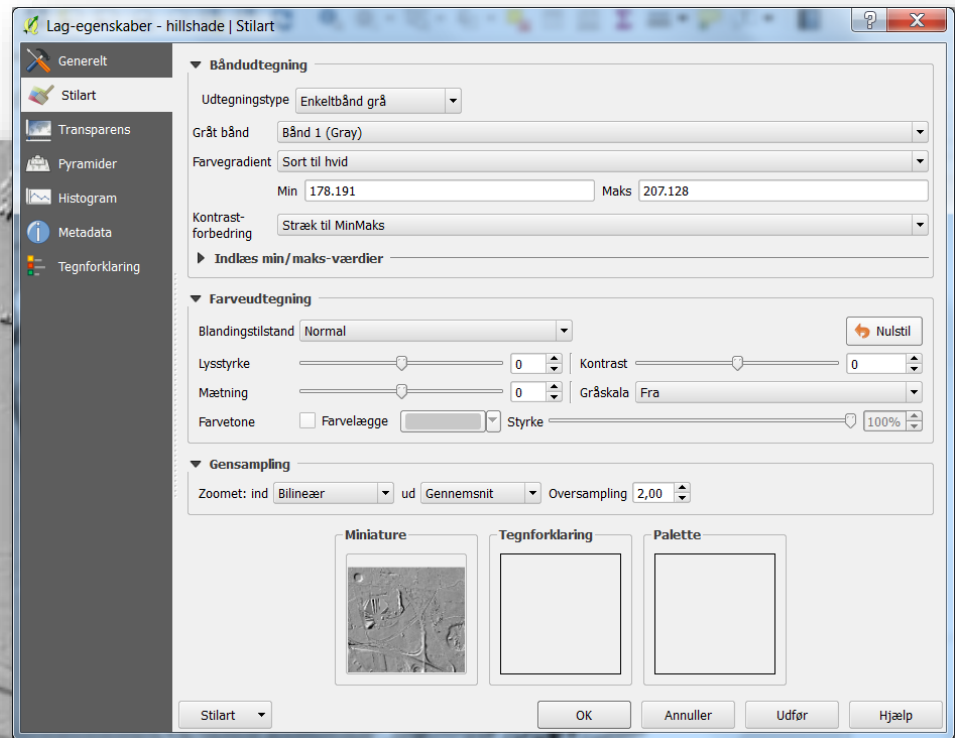 Lag-egenskaber - hillshade | Stilart
Generelt
Stilart
Transparens
Pyramider
Histogram
Metadata
Tegnforklaring
Båndudtegning
Udtegningstype Enkeltbånd grå
Gråt bånd Bånd 1 (Gray)
Farvegradient Sort til hvid
Min 178.191 Maks 207.128
Kontrast-
forbedring Stræk til MinMaks
Indlæs min/maks-værdier
Farveudtegning
Blandingstilstand Normal Nulstil
Lysstyrke 0 Kontrast 0
Mætning 0 Gråskala Fra
Farvetone Farvelægge Styrke 100%
Gensampling
Zoomet: ind Bilineær ud Gennemsnit Oversampling 2,00
Miniature Tegnforklaring Palette
Stilart OK Annuller Udfør Hjælp